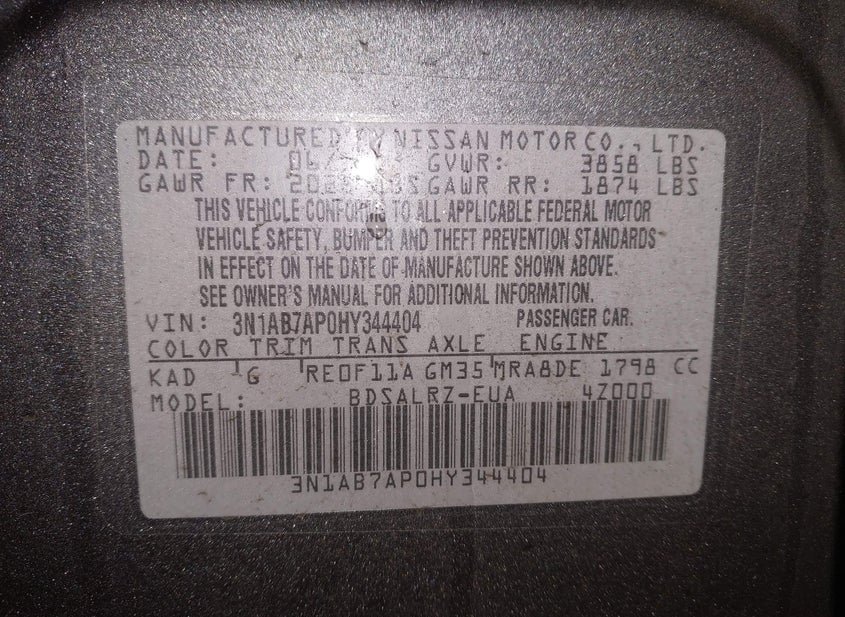 MANUFACTURED BY NISSAN MOTOR CO., LTD.
DATE: 06/ GVWR: 3858 LBS
GAWR FR: LBS GAWR RR: 1874 LBS
THIS VEHICLE CONFORMS TO ALL APPLICABLE FEDERAL MOTOR
VEHICLE SAFETY, BUMPER AND THEFT PREVENTION STANDARDS
IN EFFECT ON THE DATE OF MANUFACTURE SHOWN ABOVE.
SEE OWNER'S MANUAL FOR ADDITIONAL INFORMATION.
VIN: 3N1AB7AP0HY344404 PASSENGER CAR.
COLOR TRIM TRANS AXLE ENGINE
KAD G RE0F11A GM35 MRA8DE 1798 CC
MODEL: BDSALRZ-EUA 4Z000
3N1AB7AP0HY344404